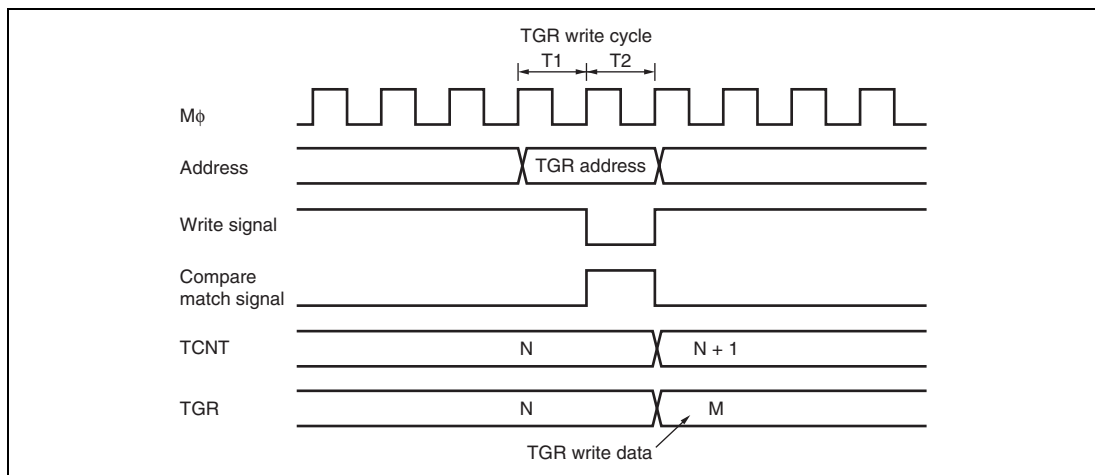 TGR write cycle
T1 T2
Mϕ
Address TGR address
Write signal
Compare
match signal
TCNT N N + 1
TGR N M
TGR write data